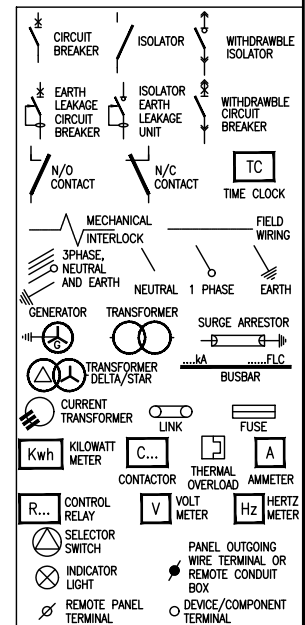 CIRCUIT
BREAKER
ISOLATOR
WITHDRAWBLE
ISOLATOR
EARTH
LEAKAGE
CIRCUIT
BREAKER
ISOLATOR
EARTH
LEAKAGE
UNIT
WITHDRAWBLE
CIRCUIT
BREAKER
N/O
CONTACT
N/C
CONTACT
TC
TIME CLOCK
MECHANICAL
INTERLOCK
FIELD
WIRING
3PHASE,
NEUTRAL
AND EARTH
NEUTRAL
1 PHASE
EARTH
GENERATOR
G
TRANSFORMER
SURGE ARRESTOR
TRANSFORMER
DELTA/STAR
....kA
......FLC
BUSBAR
CURRENT
TRANSFORMER
LINK
FUSE
Kwh
KILOWATT
METER
C...
CONTACTOR
THERMAL
OVERLOAD
A
AMMETER
R...
CONTROL
RELAY
V
VOLT
METER
Hz
HERTZ
METER
SELECTOR
SWITCH
INDICATOR
LIGHT
PANEL OUTGOING
WIRE TERMINAL OR
REMOTE CONDUIT
BOX
REMOTE PANEL
TERMINAL
DEVICE/COMPONENT
TERMINAL